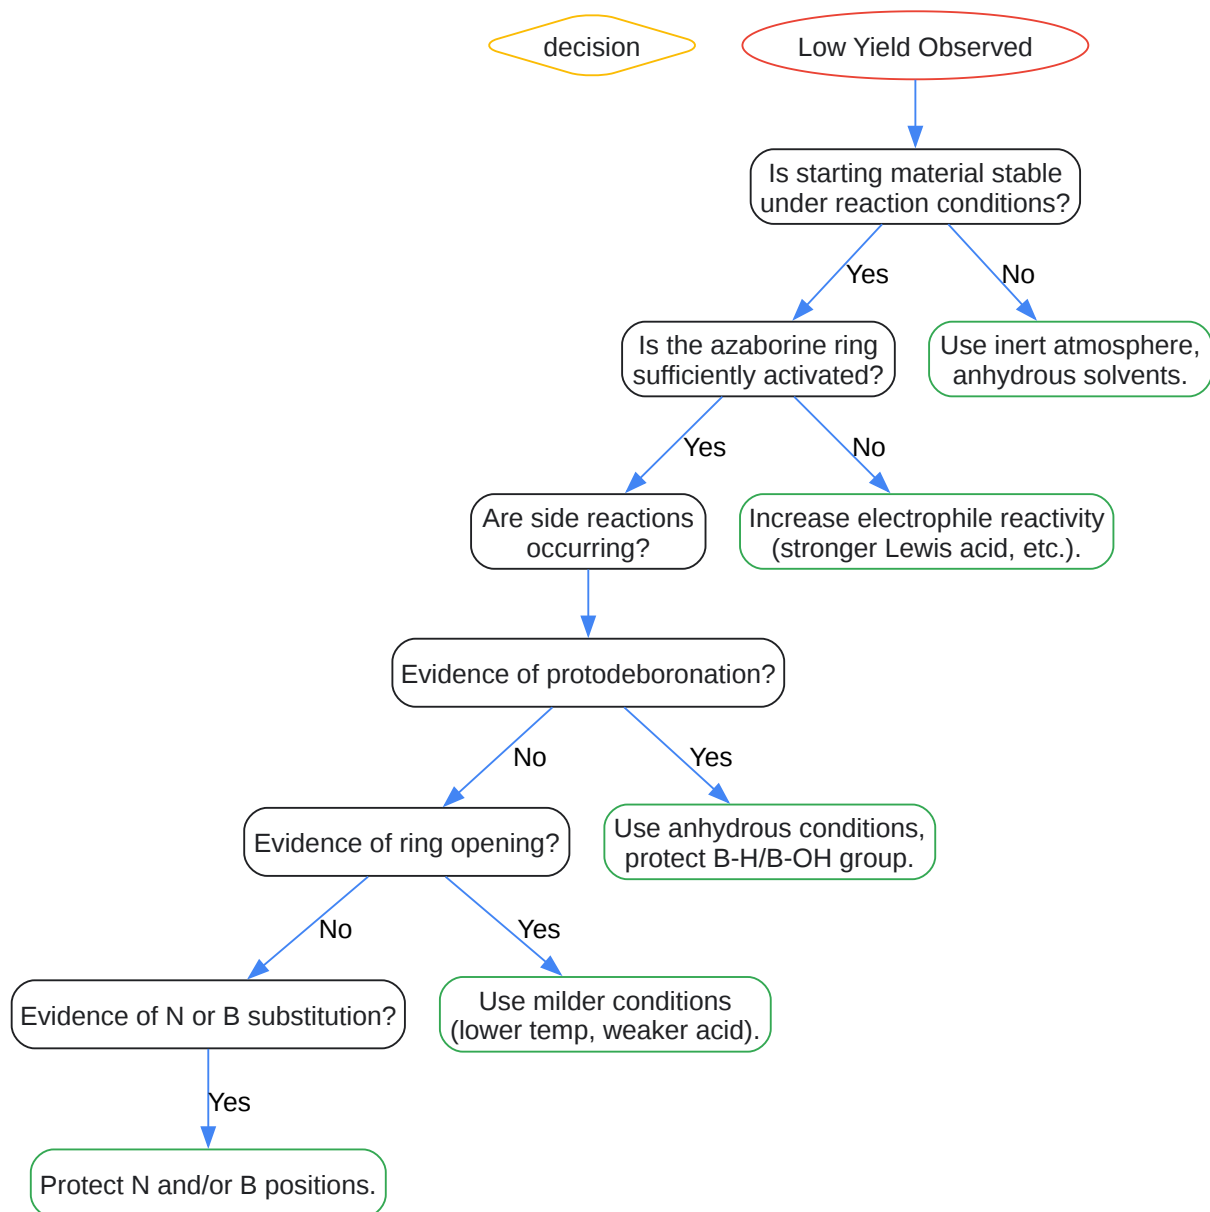 decision
Low Yield Observed
Is starting material stable
under reaction conditions?
Yes
No
Is the azaborine ring
sufficiently activated?
Use inert atmosphere,
anhydrous solvents.
Yes
No
Are side reactions
occurring?
Increase electrophile reactivity
(stronger Lewis acid, etc.).
Evidence of protodeboronation?
No
Yes
Evidence of ring opening?
Use anhydrous conditions,
protect B-H/B-OH group.
No
Yes
Evidence of N or B substitution?
Use milder conditions
(lower temp, weaker acid).
Yes
Protect N and/or B positions.